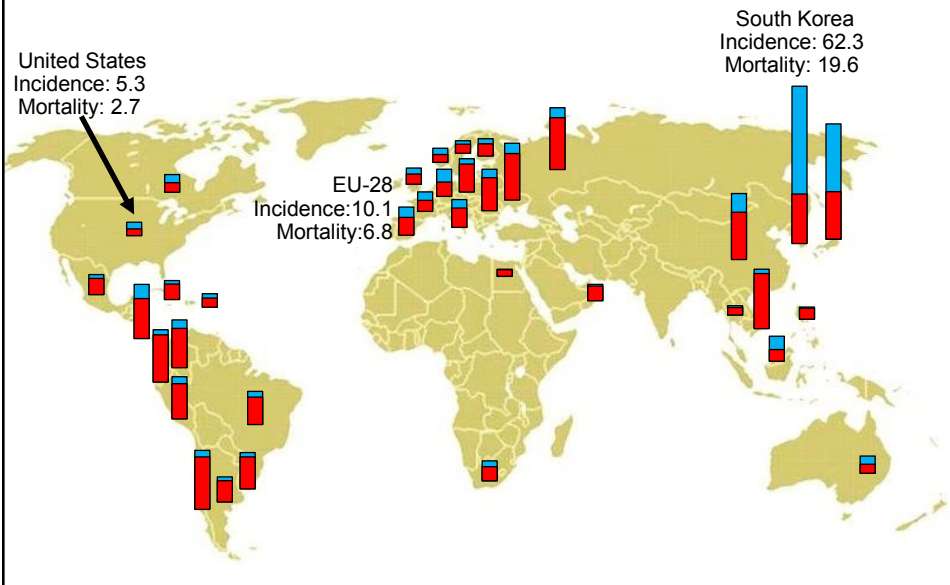 South Korea
Incidence: 62.3
Mortality: 19.6
United States
Incidence: 5.3
Mortality: 2.7
EU-28
Incidence:10.1
Mortality:6.8